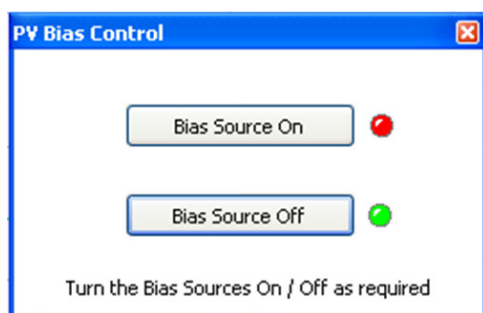 PV Bias Control
Bias Source On
Bias Source Off
Turn the Bias Sources On / Off as required